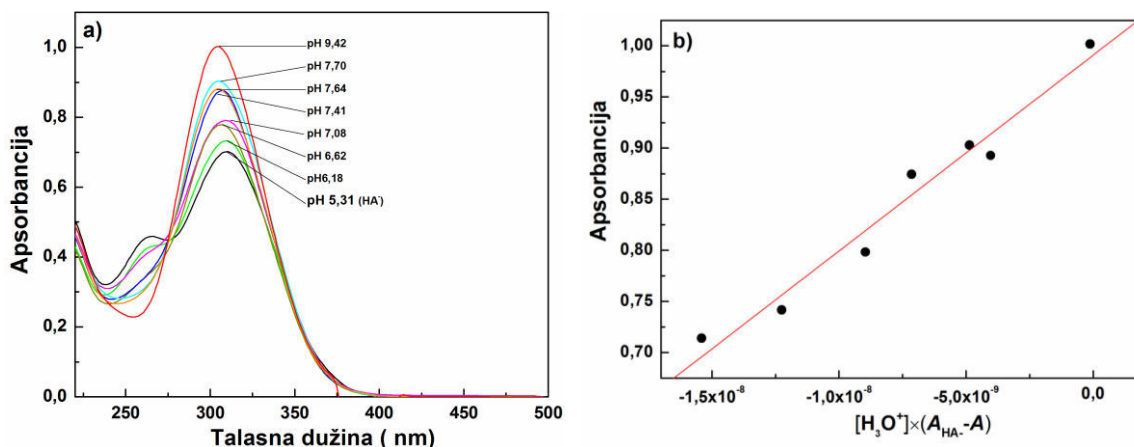 a)
pH 9,42
pH 7,70
pH 7,64
pH 7,41
pH 7,08
pH 6,62
pH6,18
pH 5,31 (HA⁻)
1,0
0,8
0,6
0,4
0,2
0,0
Apsorbancija
250 300 350 400 450 500
Talasna dužina ( nm)
b)
1,00
0,95
0,90
0,85
0,80
0,75
0,70
Apsorbancija
-1,5x10⁻⁸ -1,0x10⁻⁸ -5,0x10⁻⁹ 0,0
[H₃O⁺]×(A_HA₋-A)